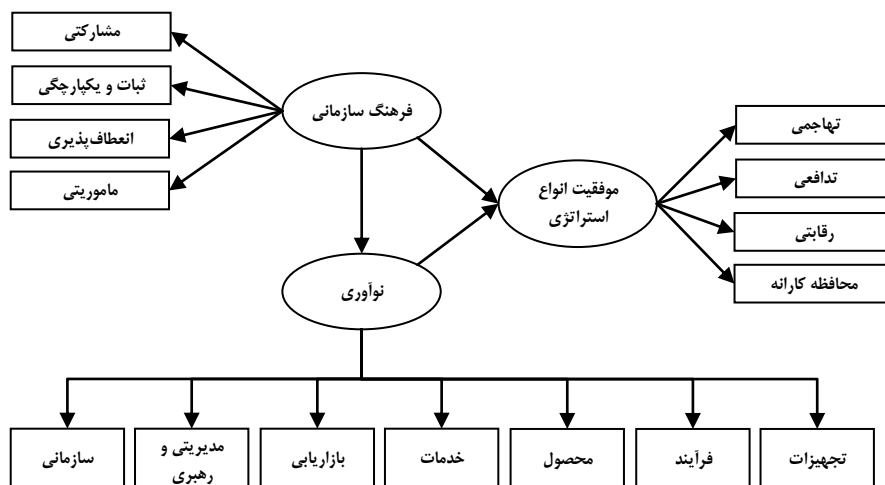 مشارکتی
ثبات و یکپارچگی
انعطاف‌پذیری
ماموریتی
فرهنگ سازمانی
موفقیت انواع
استراتژی
تهاجمی
تدافعی
رقابتی
محافظه کارانه
نوآوری
تجهیزات
فرآیند
محصول
خدمات
بازاریابی
مدیریتی و
رهبری
سازمانی